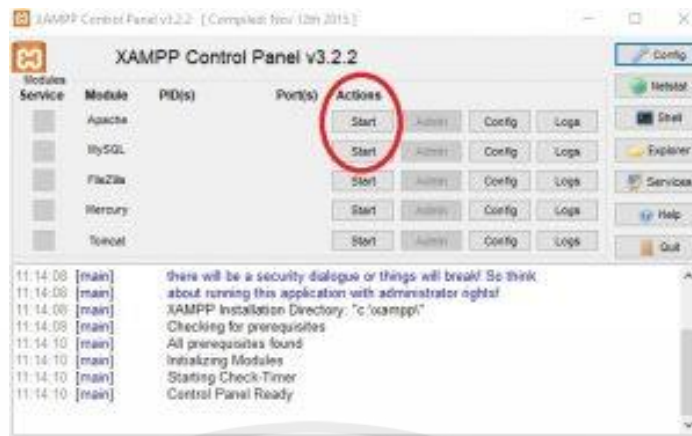 XAMPP Control Panel v3.2.2 [Compiled: Nov 12th 2015]
XAMPP Control Panel v3.2.2
Config
Modules
Service Module PID(s) Port(s) Actions
Netstat
Apache Start Admin Config Logs
Shell
MySQL Start Admin Config Logs
Explorer
FileZilla Start Admin Config Logs
Services
Mercury Start Admin Config Logs
Help
Tomcat Start Admin Config Logs
Quit
11:14:08 [main] there will be a security dialogue or things will break! So think
11:14:08 [main] about running this application with administrator rights!
11:14:08 [main] XAMPP Installation Directory: "c:\xampp\"
11:14:08 [main] Checking for prerequisites
11:14:10 [main] All prerequisites found
11:14:10 [main] Initializing Modules
11:14:10 [main] Starting Check-Timer
11:14:10 [main] Control Panel Ready